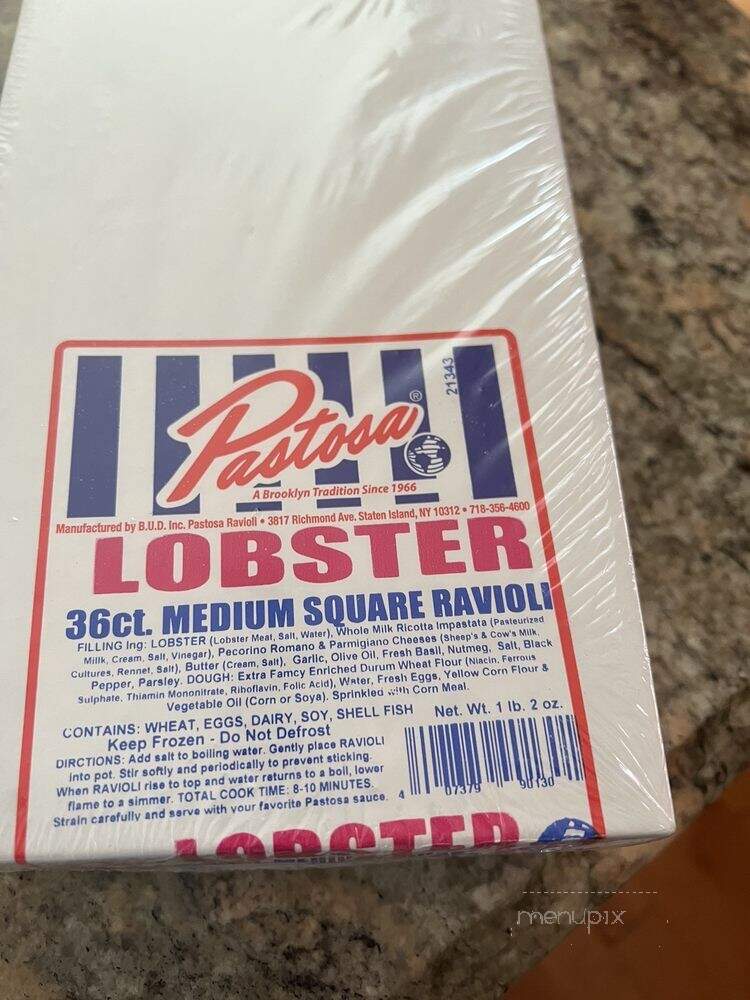 21343
Pastosa®
A Brooklyn Tradition Since 1966
Manufactured by B.U.D. Inc. Pastosa Ravioli • 3817 Richmond Ave. Staten Island, NY 10312 • 718-356-4600
LOBSTER
36ct. MEDIUM SQUARE RAVIOLI
FILLING Ing: LOBSTER (Lobster Meat, Salt, Water), Whole Milk Ricotta Impastata (Pasteurized
Millk, Cream, Salt, Vinegar), Pecorino Romano & Parmigiano Cheeses (Sheep's & Cow's Milk,
Cultures, Rennet, Salt), Butter (Cream, Salt), Garlic, Olive Oil, Fresh Basil, Nutmeg, Salt, Black
Pepper, Parsley. DOUGH: Extra Famcy Enriched Durum Wheat Flour (Niacin, Ferrous
Sulphate, Thiamin Mononitrate, Riboflavin, Folic Acid), Water, Fresh Eggs, Yellow Corn Flour &
Vegetable Oil (Corn or Soya). Sprinkled with Corn Meal.
CONTAINS: WHEAT, EGGS, DAIRY, SOY, SHELL FISH
Net. Wt. 1 lb. 2 oz.
Keep Frozen - Do Not Defrost
DIRCTIONS: Add salt to boiling water. Gently place RAVIOLI
into pot. Stir softly and periodically to prevent sticking.
When RAVIOLI rise to top and water returns to a boil, lower
flame to a simmer. TOTAL COOK TIME: 8-10 MINUTES.
Strain carefully and serve with your favorite Pastosa sauce.
4 07379 90130
LOBSTER
menupix